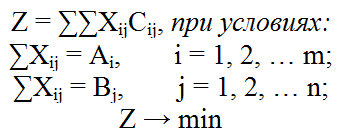 Z = ∑∑XᵢⱼCᵢⱼ, при условиях:
∑Xᵢⱼ = Aᵢ, i = 1, 2, … m;
∑Xᵢⱼ = Bⱼ, j = 1, 2, … n;
Z → min